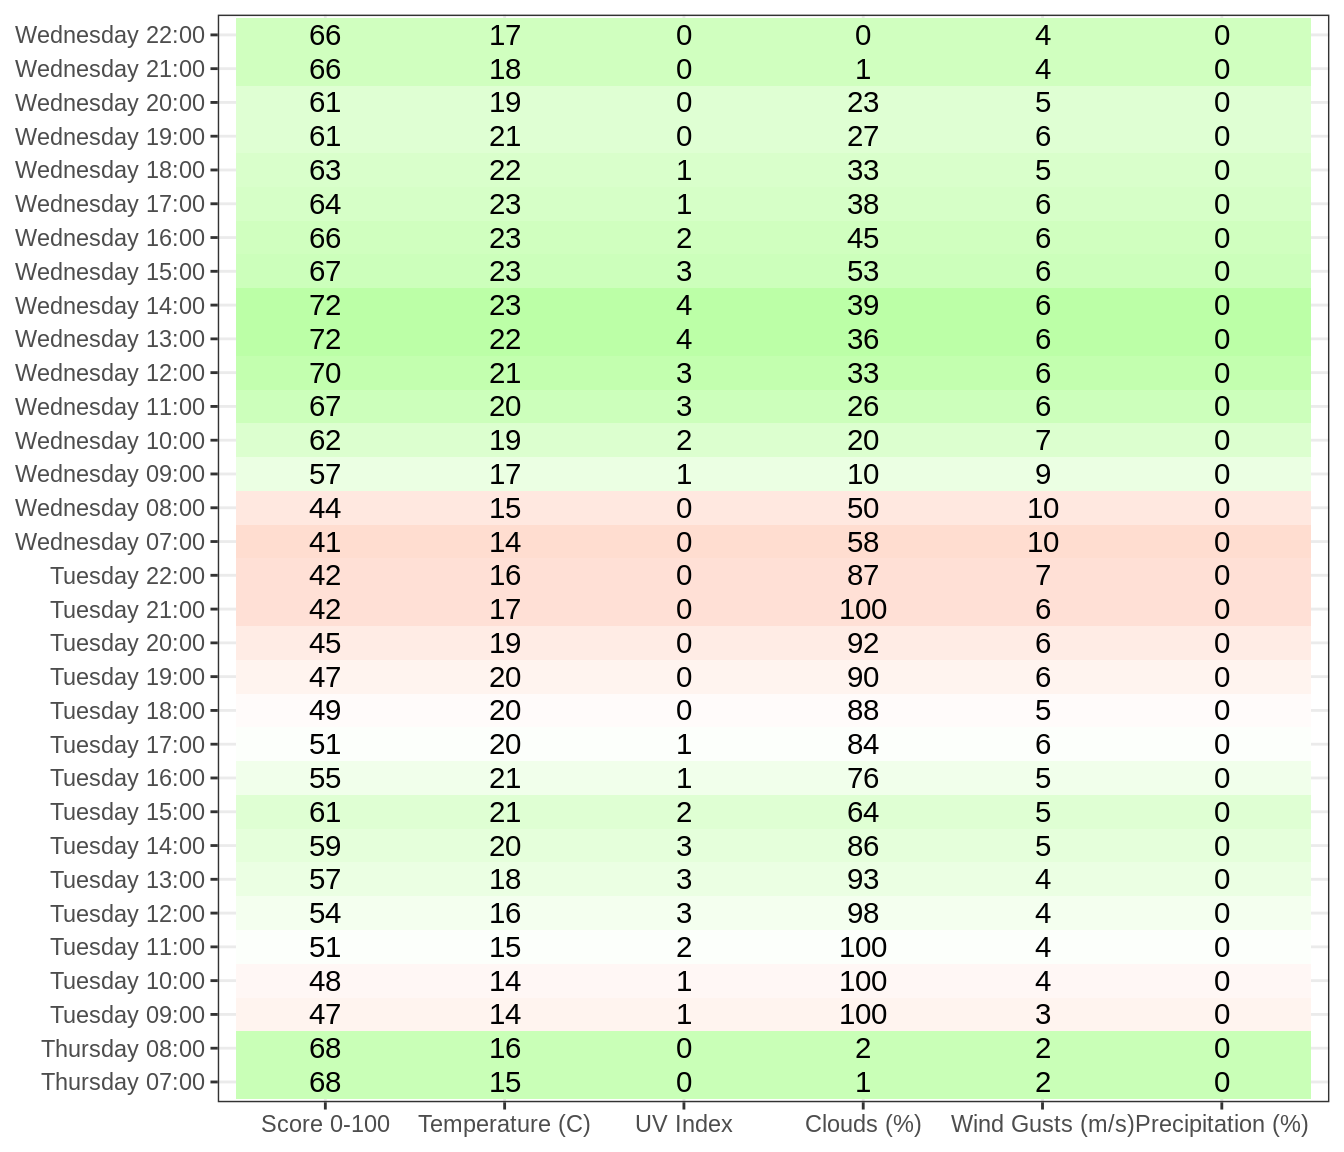 Wednesday 22:00 66 17 0 0 4 0
Wednesday 21:00 66 18 0 1 4 0
Wednesday 20:00 61 19 0 23 5 0
Wednesday 19:00 61 21 0 27 6 0
Wednesday 18:00 63 22 1 33 5 0
Wednesday 17:00 64 23 1 38 6 0
Wednesday 16:00 66 23 2 45 6 0
Wednesday 15:00 67 23 3 53 6 0
Wednesday 14:00 72 23 4 39 6 0
Wednesday 13:00 72 22 4 36 6 0
Wednesday 12:00 70 21 3 33 6 0
Wednesday 11:00 67 20 3 26 6 0
Wednesday 10:00 62 19 2 20 7 0
Wednesday 09:00 57 17 1 10 9 0
Wednesday 08:00 44 15 0 50 10 0
Wednesday 07:00 41 14 0 58 10 0
Tuesday 22:00 42 16 0 87 7 0
Tuesday 21:00 42 17 0 100 6 0
Tuesday 20:00 45 19 0 92 6 0
Tuesday 19:00 47 20 0 90 6 0
Tuesday 18:00 49 20 0 88 5 0
Tuesday 17:00 51 20 1 84 6 0
Tuesday 16:00 55 21 1 76 5 0
Tuesday 15:00 61 21 2 64 5 0
Tuesday 14:00 59 20 3 86 5 0
Tuesday 13:00 57 18 3 93 4 0
Tuesday 12:00 54 16 3 98 4 0
Tuesday 11:00 51 15 2 100 4 0
Tuesday 10:00 48 14 1 100 4 0
Tuesday 09:00 47 14 1 100 3 0
Thursday 08:00 68 16 0 2 2 0
Thursday 07:00 68 15 0 1 2 0
Score 0-100 Temperature (C) UV Index Clouds (%) Wind Gusts (m/s) Precipitation (%)